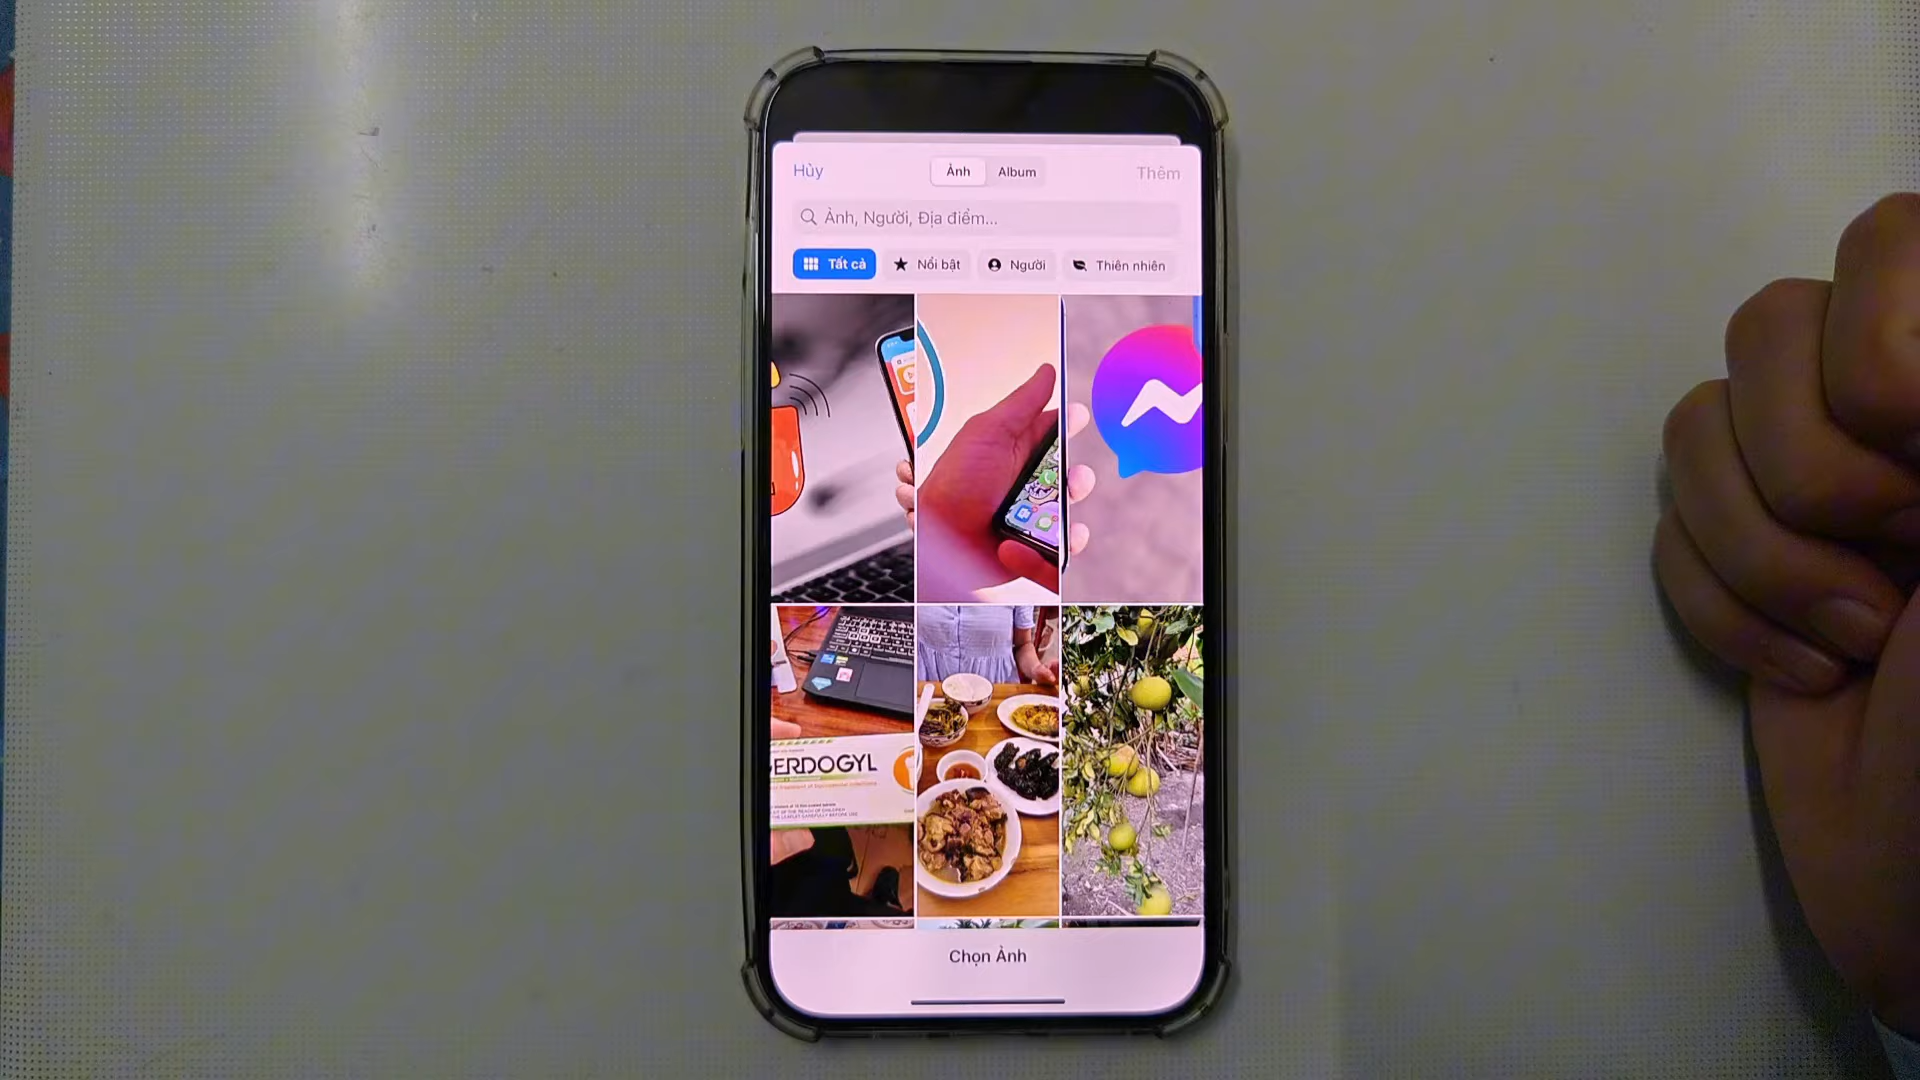 Hủy
Ảnh
Album
Thêm
Ảnh, Người, Địa điểm...
Tất cả
Nổi bật
Người
Thiên nhiên
ERDOGYL
Chọn Ảnh